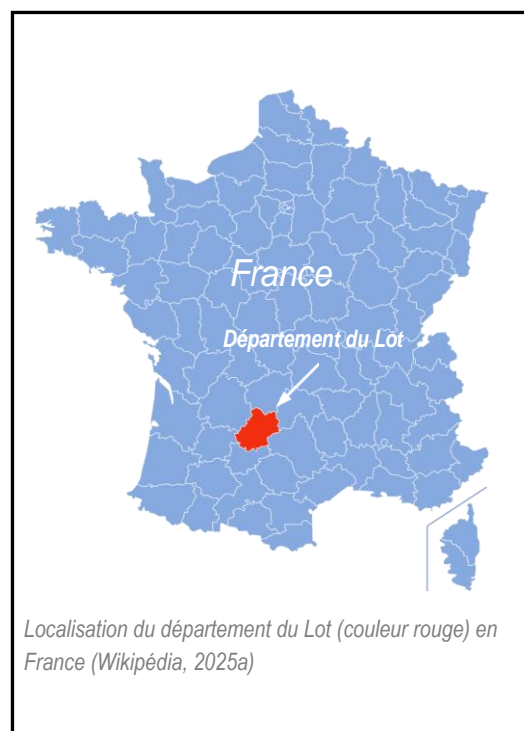 France
Département du Lot
Localisation du département du Lot (couleur rouge) en
France (Wikipédia, 2025a)